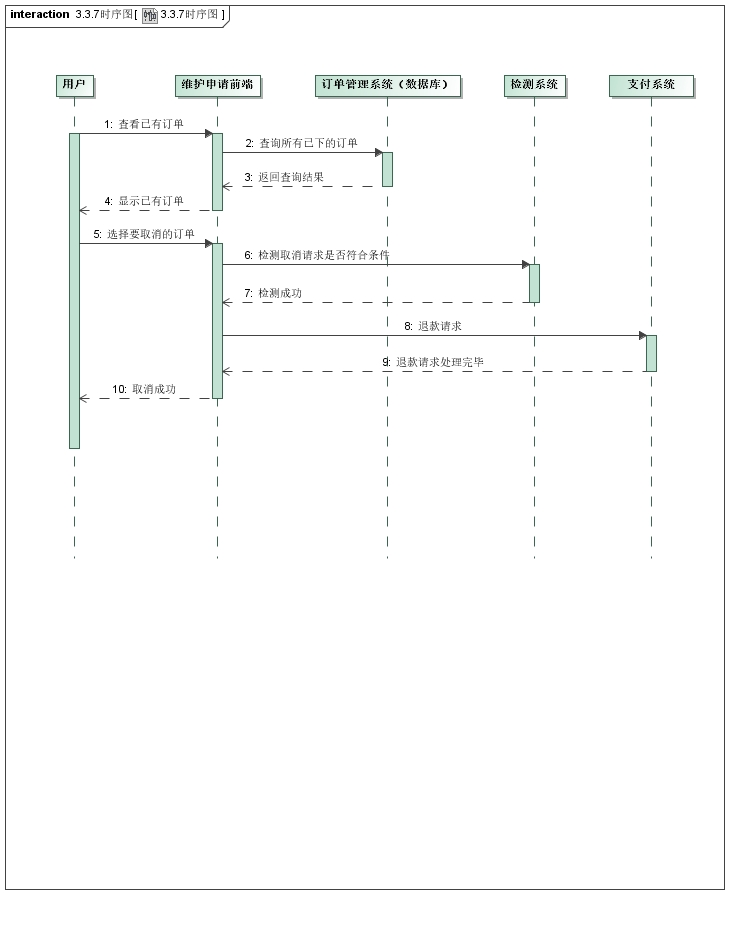 interaction 3.3.7时序图[ 3.3.7时序图 ]
用户
维护申请前端
订单管理系统（数据库）
检测系统
支付系统
1: 查看已有订单
2: 查询所有已下的订单
3: 返回查询结果
4: 显示已有订单
5: 选择要取消的订单
6: 检测取消请求是否符合条件
7: 检测成功
8: 退款请求
9: 退款请求处理完毕
10: 取消成功